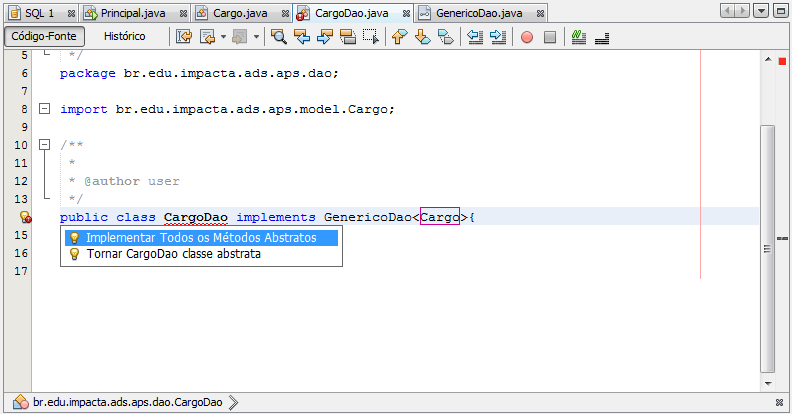 SQL 1 Principal.java Cargo.java CargoDao.java GenericoDao.java
Código-Fonte Histórico
5 */
6 package br.edu.impacta.ads.aps.dao;
7
8 import br.edu.impacta.ads.aps.model.Cargo;
9
10 /**
11 *
12 * @author user
13 */
public class CargoDao implements GenericoDao<Cargo>{
15 Implementar Todos os Métodos Abstratos
16 Tornar CargoDao classe abstrata
17
br.edu.impacta.ads.aps.dao.CargoDao